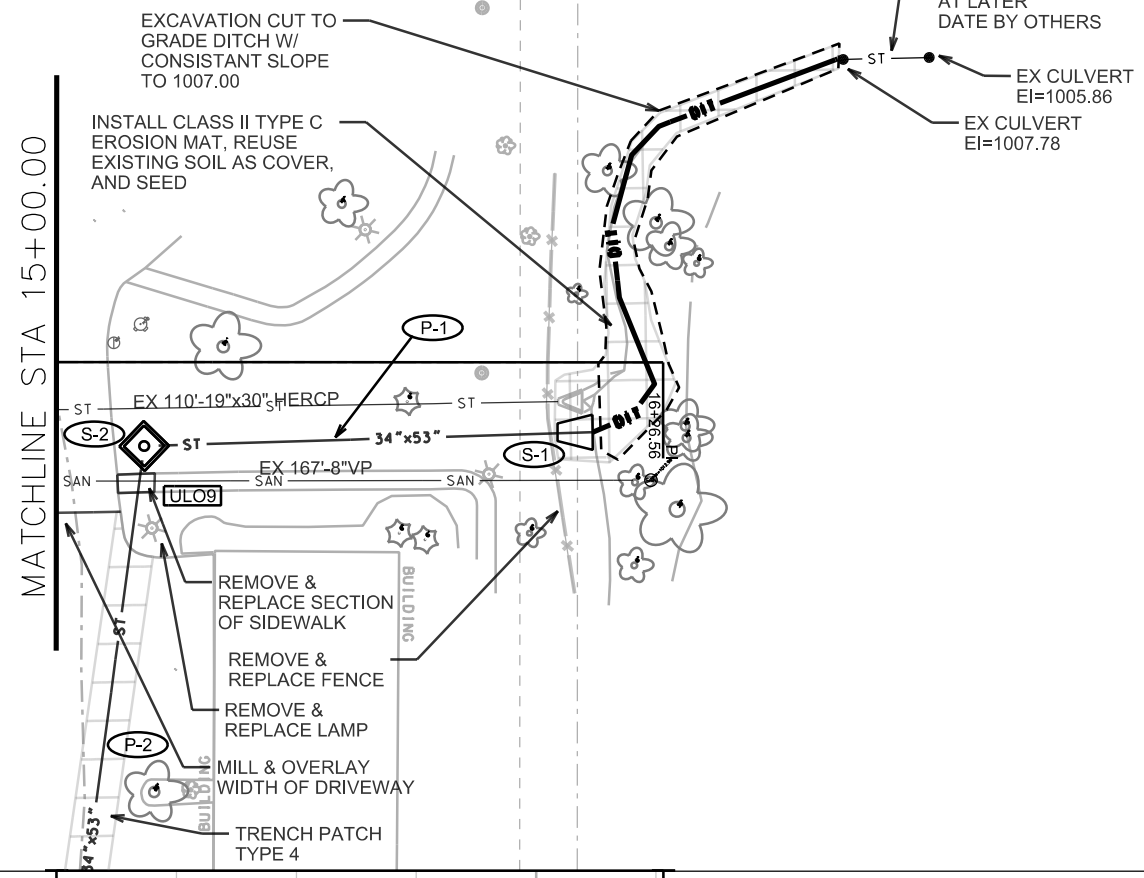 EXCAVATION CUT TO
GRADE DITCH W/
CONSISTANT SLOPE
TO 1007.00
AT LATER
DATE BY OTHERS
ST
EX CULVERT
EI=1005.86
EX CULVERT
EI=1007.78
DIT
INSTALL CLASS II TYPE C
EROSION MAT, REUSE
EXISTING SOIL AS COVER,
AND SEED
DIT
MATCHLINE STA 15+00.00
P-1
EX 110'-19"x30" HERCP
ST
ST
ST
DIT
16+26.56
S-2
ST
34"x53"
S-1
EX 167'-8"VP
SAN
SAN
SAN
ULO9
REMOVE &
REPLACE SECTION
OF SIDEWALK
BUILDING
ST
REMOVE &
REPLACE FENCE
REMOVE &
REPLACE LAMP
P-2
MILL & OVERLAY
WIDTH OF DRIVEWAY
BUILDING
TRENCH PATCH
TYPE 4
34"x53"